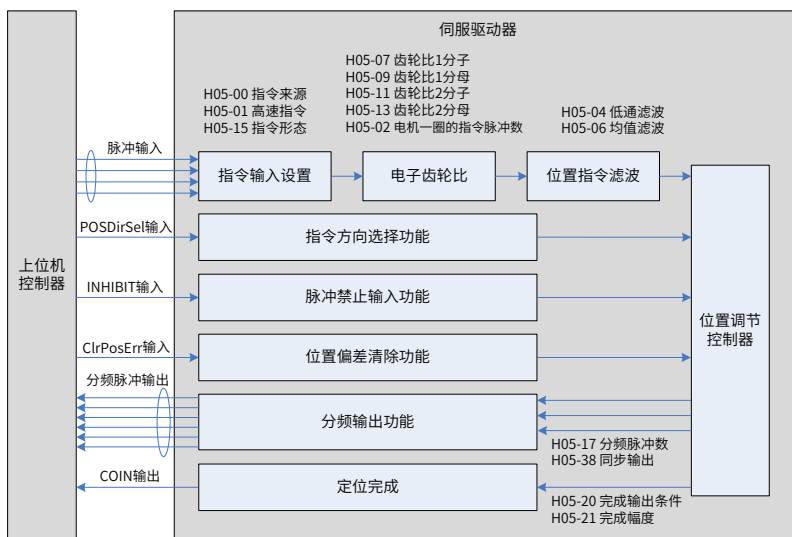 伺服驱动器
H05-00 指令来源
H05-01 高速指令
H05-15 指令形态
H05-07 齿轮比1分子
H05-09 齿轮比1分母
H05-11 齿轮比2分子
H05-13 齿轮比2分母
H05-02 电机一圈的指令脉冲数
H05-04 低通滤波
H05-06 均值滤波
脉冲输入
指令输入设置
电子齿轮比
位置指令滤波
POSDirSel输入
指令方向选择功能
上位机
控制器
INHIBIT输入
脉冲禁止输入功能
位置调节
控制器
ClrPosErr输入
位置偏差清除功能
分频脉冲输出
分频输出功能
H05-17 分频脉冲数
H05-38 同步输出
COIN输出
定位完成
H05-20 完成输出条件
H05-21 完成幅度